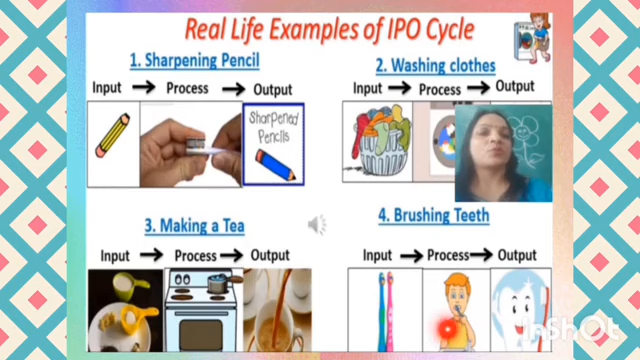 Real Life Examples of IPO Cycle
1. Sharpening Pencil
Input Process Output
Sharpened
Pencils
2. Washing clothes
Input Process Output
3. Making a Tea
Input Process Output
4. Brushing Teeth
Input Process Output
InShOt